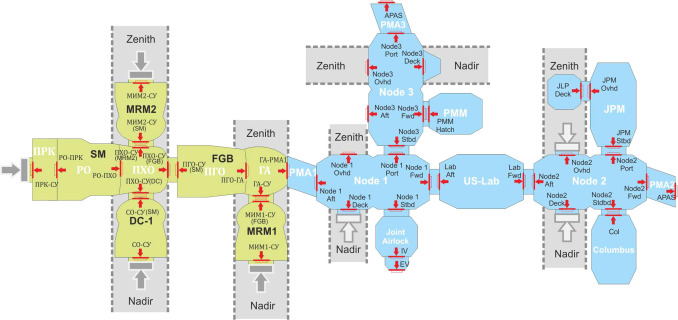 Zenith
MRM2
МИМ2-СУ
МИМ2-СУ
(SM)
ПХО-СУ
(MRM2)
ПХО-СУ
(FGB)
ПРК
РО-ПРК
SM
РО
РО-ПХО
ПХО
ПРК-СУ
ПХО-СУ(DC)
СО-СУ(SM)
DC-1
СО-СУ
Nadir
FGB
ПГО
ПГО-СУ
(SM)
ПГО-ГА
Zenith
ГА-РМА1
ГА
ГА-СУ
МИМ1-СУ
(FGB)
MRM1
МИМ1-СУ
Nadir
PMA1
Zenith
Node 1
Ovhd
Node 1
Port
Node 1
Node 1
Fwd
Node 1
Aft
Node 1
Deck
Node 1
Stbd
Nadir
Joint
Airlock
IV
EV
APAS
PMA3
Node3
Port
Node3
Deck
Zenith
Nadir
Node3
Ovhd
Node 3
Node3
Aft
Node3
Fwd
PMM
PMM
Hatch
Node3
Stbd
Lab
Aft
US-Lab
Lab
Fwd
Zenith
JLP
Deck
JPM
Ovhd
JPM
JPM
Stbd
Node2
Ovhd
Node2
Port
Node2
Aft
Node 2
Node2
Fwd
PMA2
APAS
Node2
Deck
Node2
Stdbd
Col
Columbus
Nadir